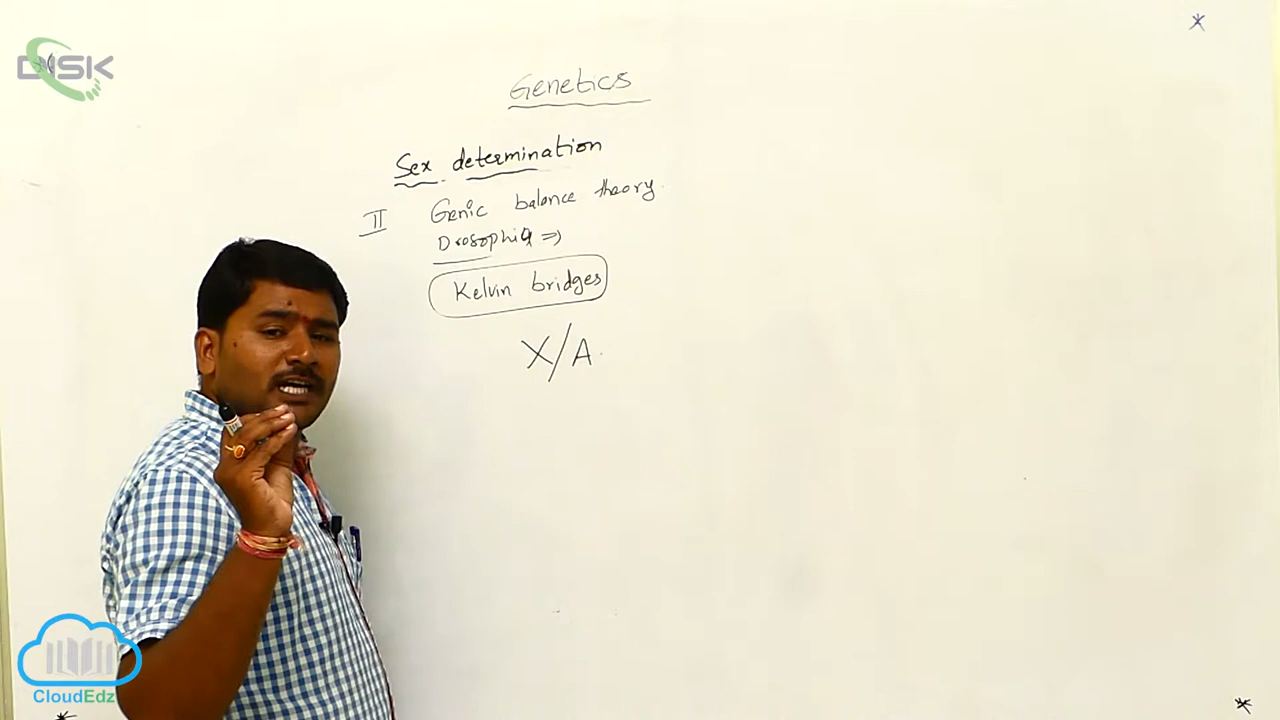 DISK
Genetics
Sex determination
II Genic balance theory
Drosophila ⇒
Kelvin bridges
X/A
CloudEdz